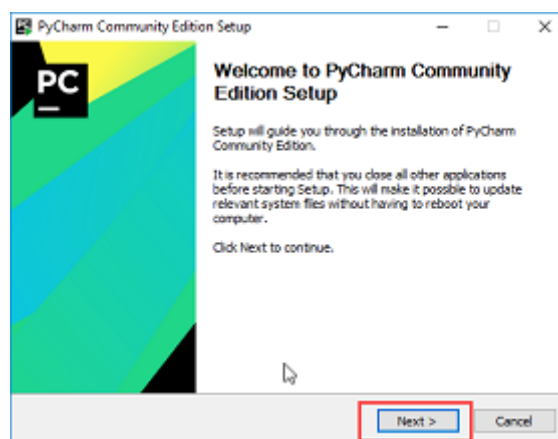 PyCharm Community Edition Setup
PC
Welcome to PyCharm Community
Edition Setup
Setup will guide you through the installation of PyCharm
Community Edition.
It is recommended that you close all other applications
before starting Setup. This will make it possible to update
relevant system files without having to reboot your
computer.
Click Next to continue.
Next >
Cancel